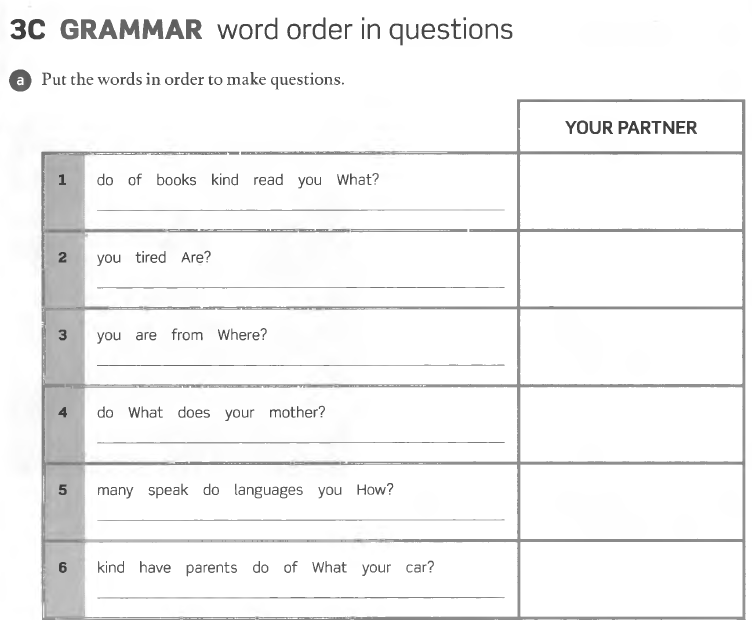 3C GRAMMAR word order in questions
a Put the words in order to make questions.
YOUR PARTNER
1 do of books kind read you What?
2 you tired Are?
3 you are from Where?
4 do What does your mother?
5 many speak do languages you How?
6 kind have parents do of What your car?